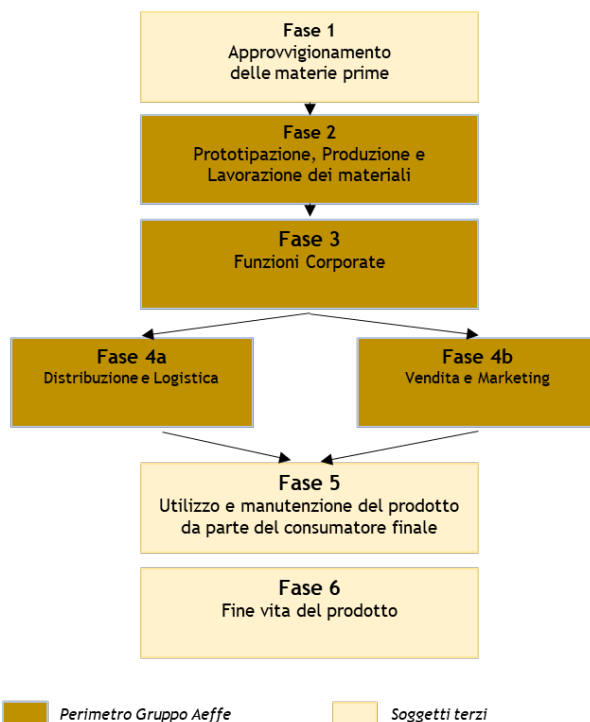 Fase 1
Approvvigionamento
delle materie prime
Fase 2
Prototipazione, Produzione e
Lavorazione dei materiali
Fase 3
Funzioni Corporate
Fase 4a
Distribuzione e Logistica
Fase 4b
Vendita e Marketing
Fase 5
Utilizzo e manutenzione del prodotto
da parte del consumatore finale
Fase 6
Fine vita del prodotto
Perimetro Gruppo Aeffe
Soggetti terzi